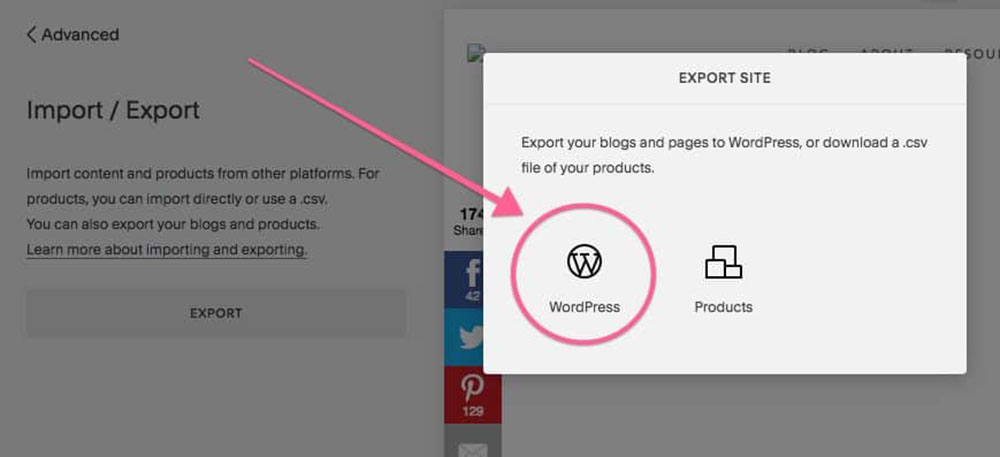 Advanced
Import / Export
Import content and products from other platforms. For
products, you can import directly or use a .csv.
You can also export your blogs and products.
Learn more about importing and exporting.
EXPORT
BLOG ABOUT
EXPORT SITE
Export your blogs and pages to WordPress, or download a .csv
file of your products.
WordPress
Products
174
Share
42
129